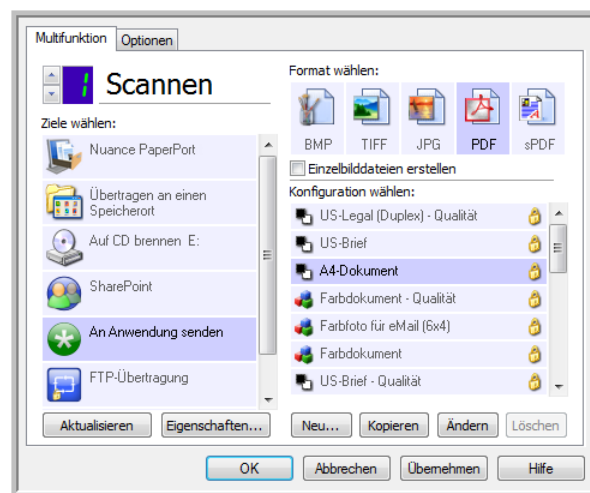 Multifunktion Optionen
1 Scannen
Ziele wählen:
Nuance PaperPort
Übertragen an einen
Speicherort
Auf CD brennen E:
SharePoint
An Anwendung senden
FTP-Übertragung
Aktualisieren Eigenschaften...
Format wählen:
BMP TIFF JPG PDF sPDF
Einzelbilddateien erstellen
Konfiguration wählen:
US-Legal (Duplex) - Qualität
US-Brief
A4-Dokument
Farbdokument - Qualität
Farbfoto für eMail (6x4)
Farbdokument
US-Brief - Qualität
Neu... Kopieren Ändern Löschen
OK Abbrechen Übernehmen Hilfe